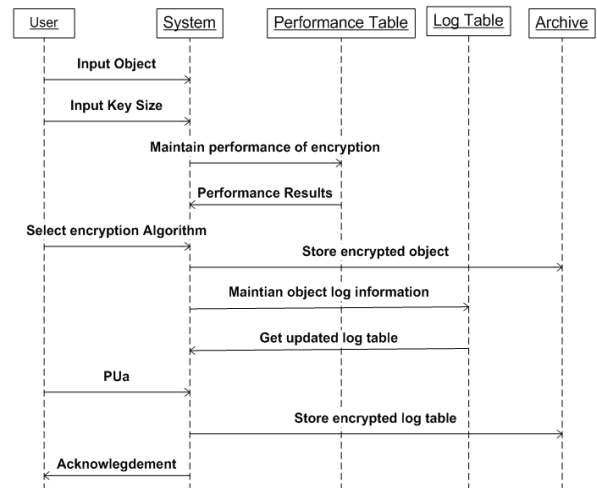 User
System
Performance Table
Log Table
Archive
Input Object
Input Key Size
Maintain performance of encryption
Performance Results
Select encryption Algorithm
Store encrypted object
Maintian object log information
Get updated log table
PUa
Store encrypted log table
Acknowlegdement